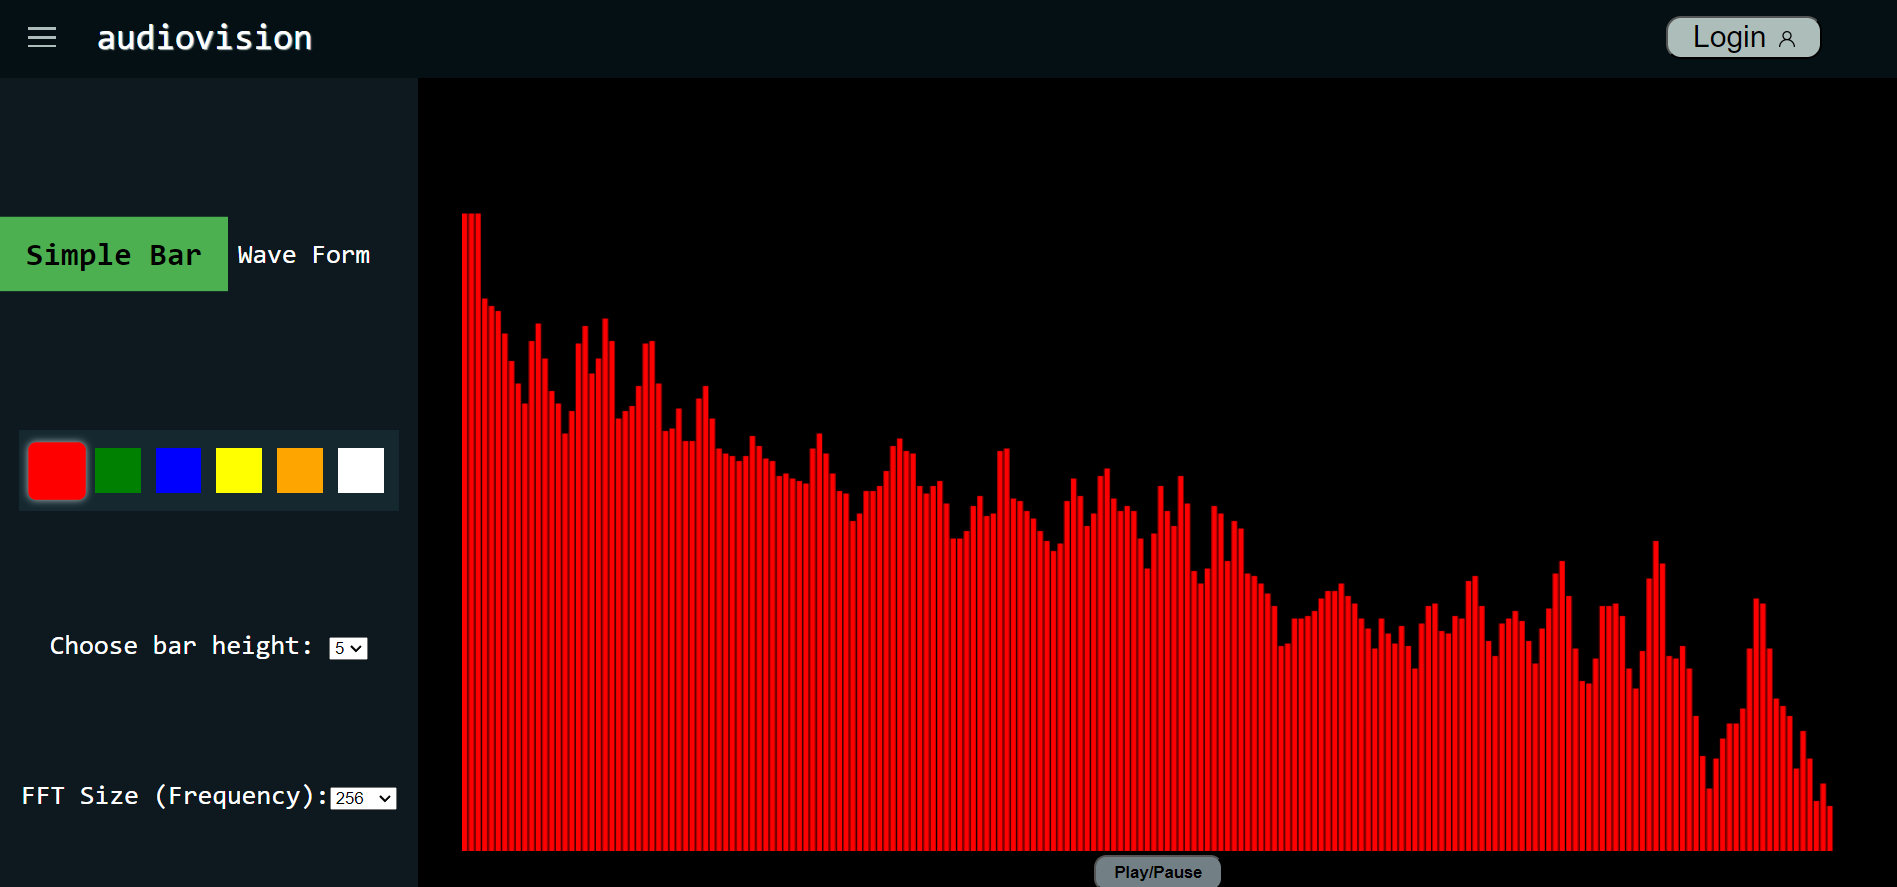 audiovision
Login
Simple Bar
Wave Form
Choose bar height: 5
FFT Size (Frequency): 256
Play/Pause